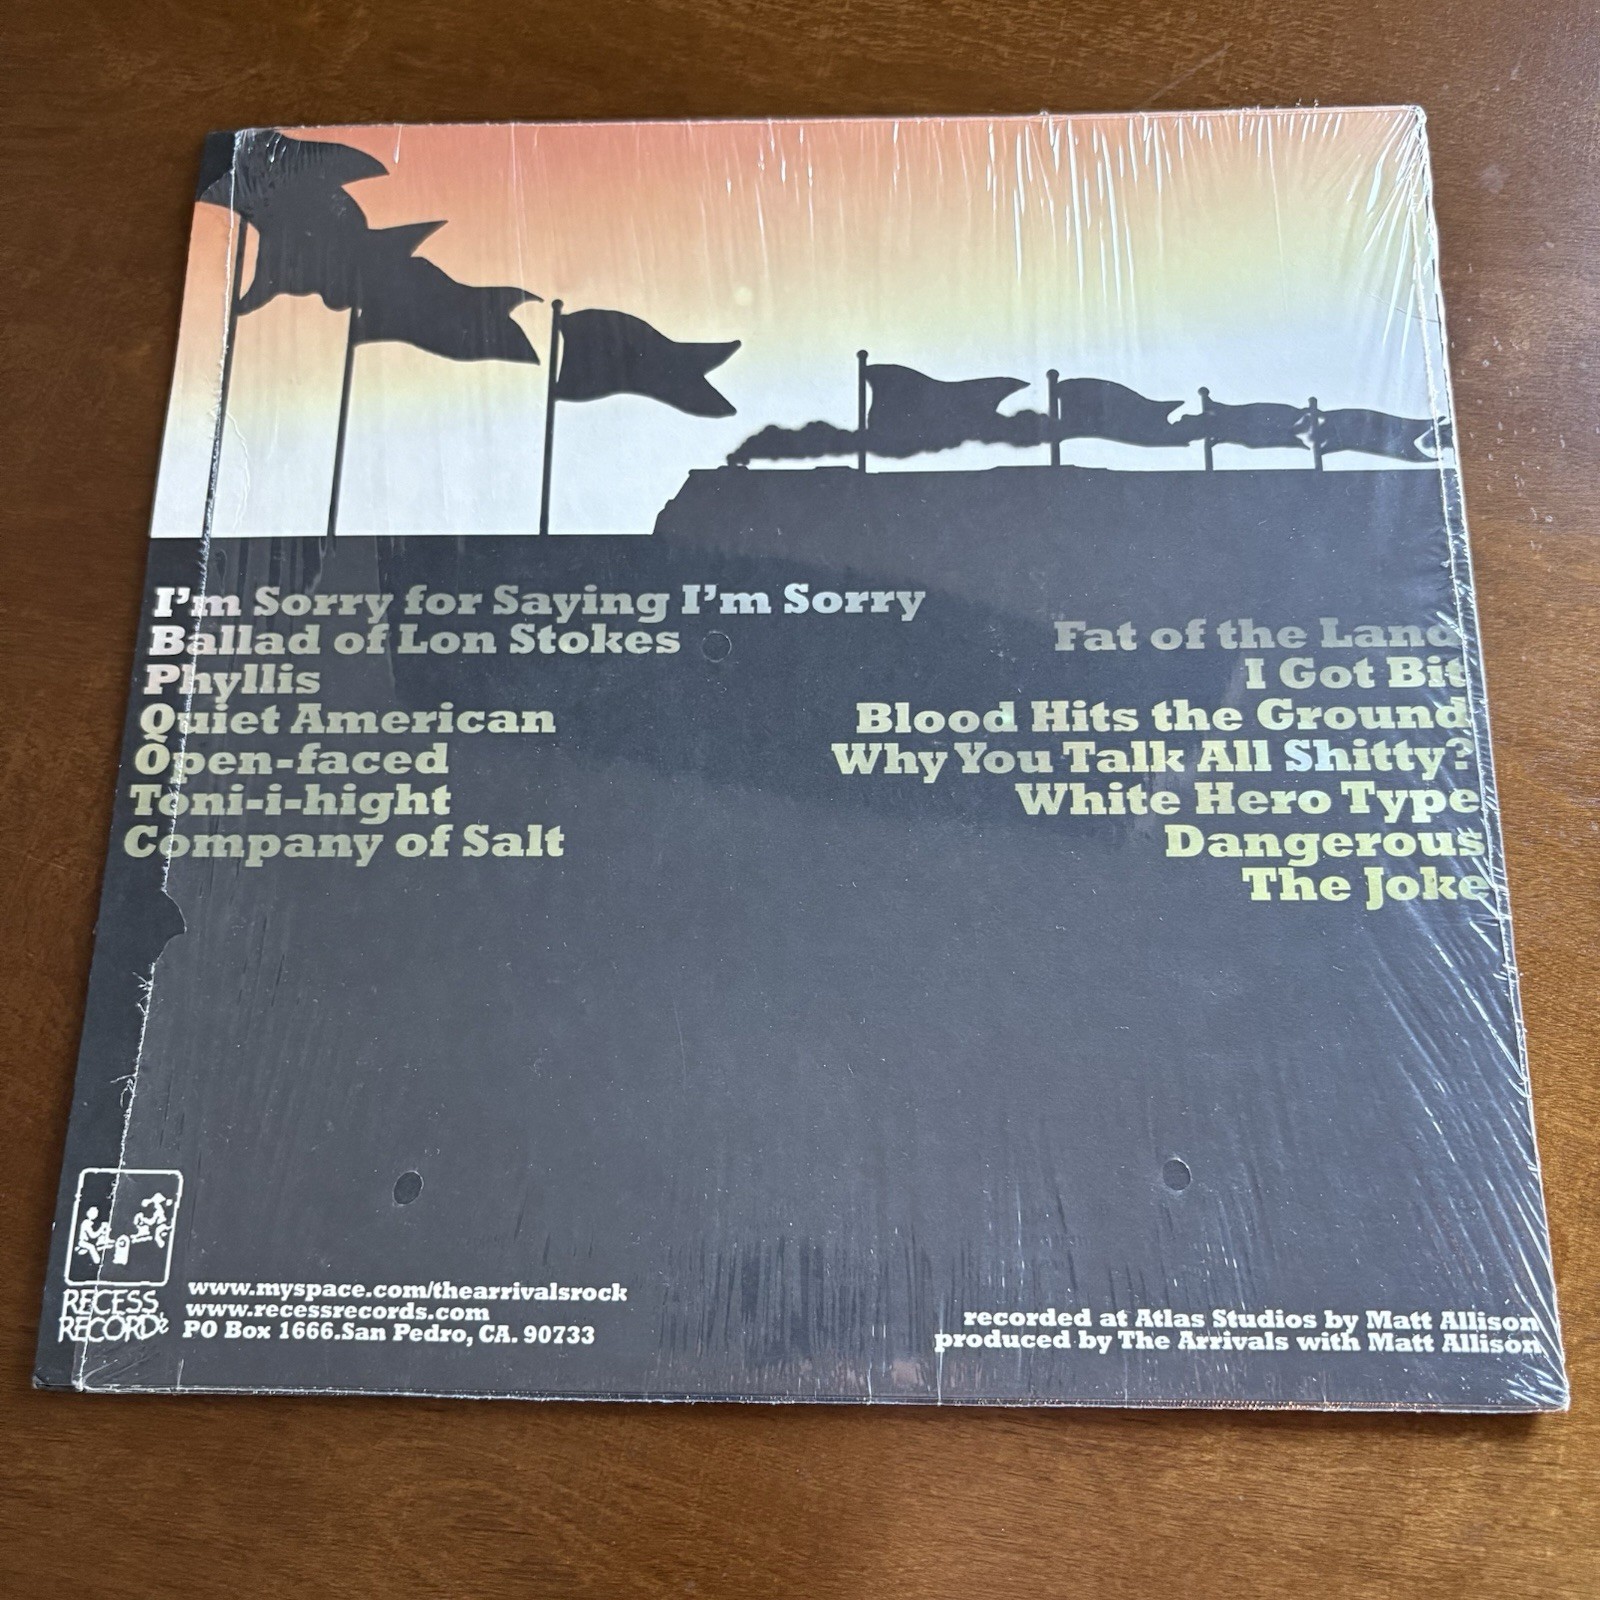 I'm Sorry for Saying I'm Sorry
Ballad of Lon Stokes
Phyllis
Quiet American
Open-faced
Toni-i-hight
Company of Salt
Fat of the Land
I Got Bit
Blood Hits the Ground
Why You Talk All Shitty?
White Hero Type
Dangerous
The Joke
RECESS
RECORDS
www.myspace.com/thearrivalsrock
www.recessrecords.com
PO Box 1666.San Pedro, CA. 90733
recorded at Atlas Studios by Matt Allison
produced by The Arrivals with Matt Allison